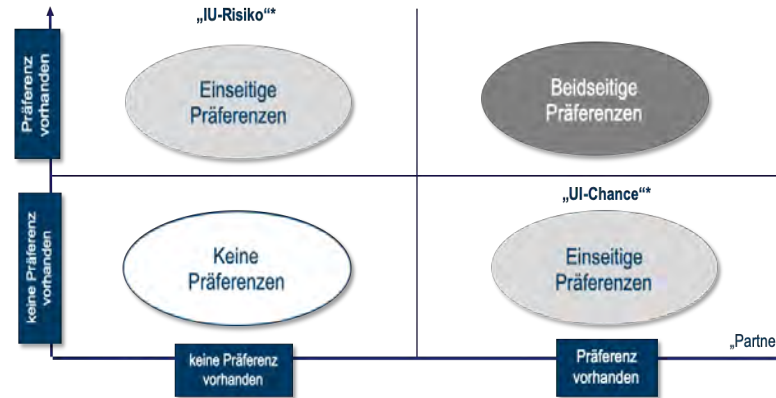 „IU-Risiko“*
Präferenz
vorhanden
Einseitige
Präferenzen
Beidseitige
Präferenzen
„UI-Chance“*
keine Präferenz
vorhanden
Keine
Präferenzen
Einseitige
Präferenzen
„Partne
keine Präferenz
vorhanden
Präferenz
vorhanden